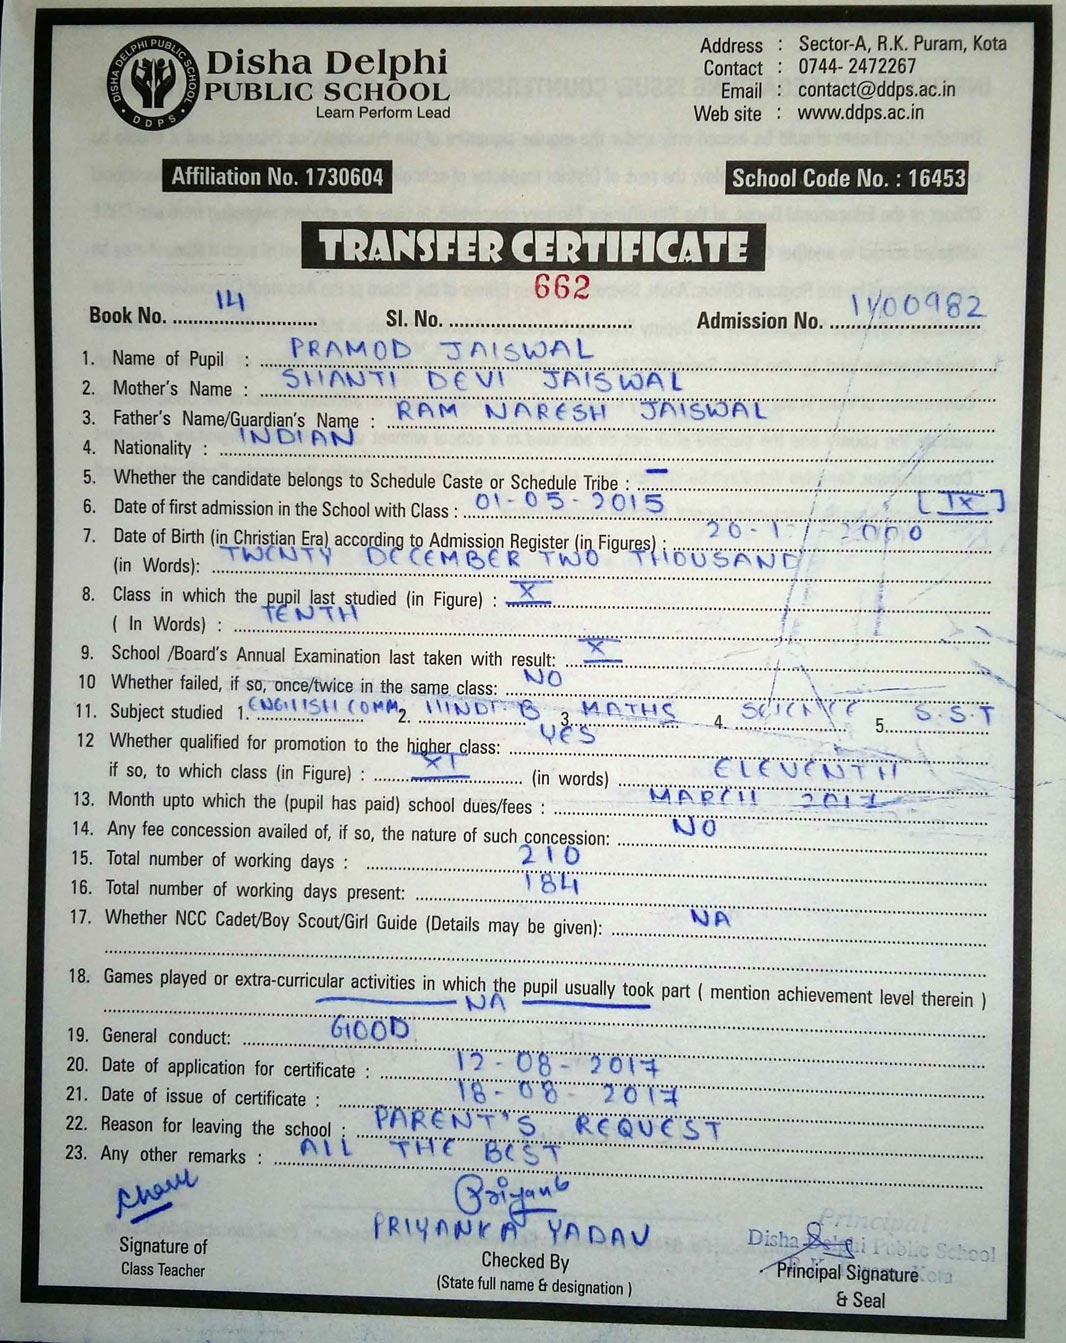 DISHA DELPHI PUBLIC SCHOOL
DDPS
Disha Delphi
PUBLIC SCHOOL
Learn Perform Lead
Address : Sector-A, R.K. Puram, Kota
Contact : 0744- 2472267
Email : contact@ddps.ac.in
Web site : www.ddps.ac.in
Affiliation No. 1730604
School Code No. : 16453
TRANSFER CERTIFICATE
662
Book No. 14 Sl. No. Admission No. 11/00982
1. Name of Pupil : PRAMOD JAISWAL
2. Mother's Name : SHANTI DEVI JAISWAL
3. Father's Name/Guardian's Name : RAM NARESH JAISWAL
4. Nationality : INDIAN
5. Whether the candidate belongs to Schedule Caste or Schedule Tribe : –
6. Date of first admission in the School with Class : 01-05-2015 [IX]
7. Date of Birth (in Christian Era) according to Admission Register (in Figures) : 20-1 2000
(in Words): TWENTY DECEMBER TWO THOUSAND
8. Class in which the pupil last studied (in Figure) : X
( In Words) : TENTH
9. School /Board's Annual Examination last taken with result: X
10 Whether failed, if so, once/twice in the same class: NO
11. Subject studied 1. ENGLISH COMM. 2. HINDI B 3. MATHS 4. SCIENCE 5. S.S.T
12 Whether qualified for promotion to the higher class: YES
if so, to which class (in Figure) : XI (in words) ELEVENTH
13. Month upto which the (pupil has paid) school dues/fees : MARCH 2017
14. Any fee concession availed of, if so, the nature of such concession: NO
15. Total number of working days : 210
16. Total number of working days present: 184
17. Whether NCC Cadet/Boy Scout/Girl Guide (Details may be given): NA
18. Games played or extra-curricular activities in which the pupil usually took part ( mention achievement level therein )
NA
19. General conduct: GOOD
20. Date of application for certificate : 12-08-2017
21. Date of issue of certificate : 18-08-2017
22. Reason for leaving the school : PARENT'S REQUEST
23. Any other remarks : ALL THE BEST
PRIYANKA YADAV
Principal
Disha Delphi Public School
Kota
Signature of
Class Teacher
Checked By
(State full name & designation )
Principal Signature
& Seal